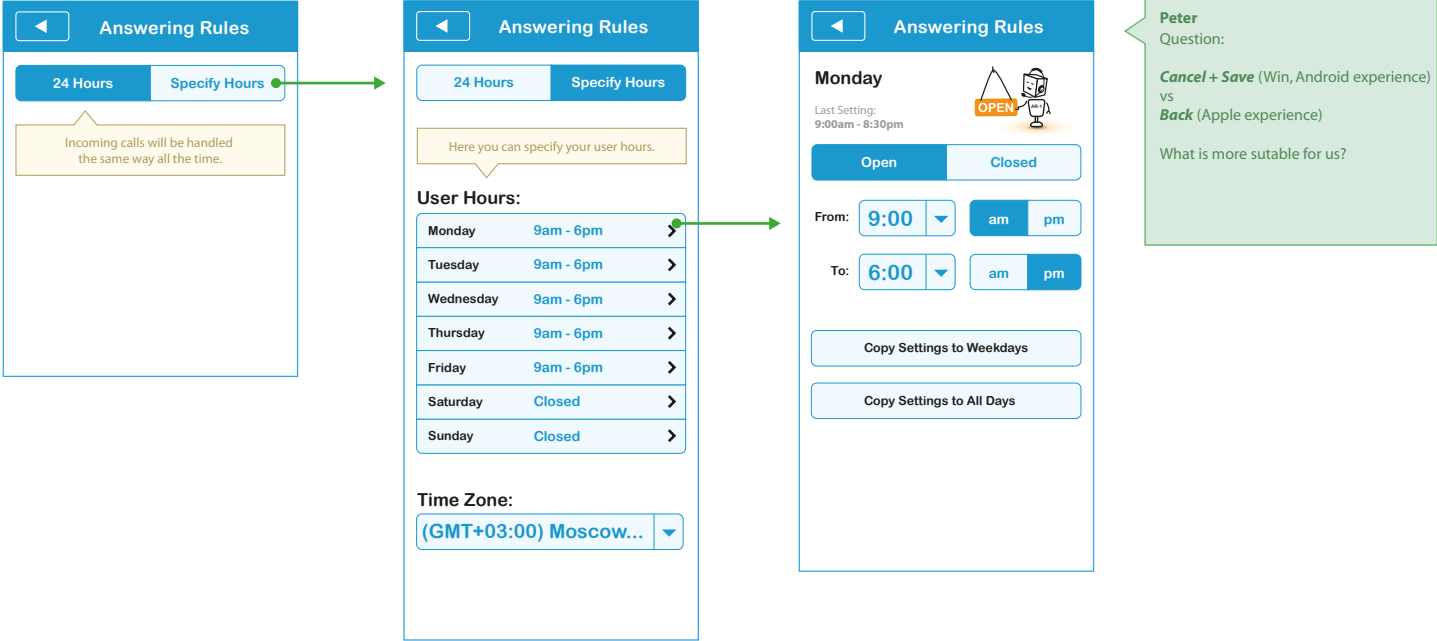 Answering Rules
24 Hours
Specify Hours
Incoming calls will be handled
the same way all the time.
Answering Rules
24 Hours
Specify Hours
Here you can specify your user hours.
User Hours:
Monday 9am - 6pm
Tuesday 9am - 6pm
Wednesday 9am - 6pm
Thursday 9am - 6pm
Friday 9am - 6pm
Saturday Closed
Sunday Closed
Time Zone:
(GMT+03:00) Moscow...
Answering Rules
Monday
Last Setting:
9:00am - 8:30pm
OPEN
AR-1
Open
Closed
From: 9:00 am pm
To: 6:00 am pm
Copy Settings to Weekdays
Copy Settings to All Days
Peter
Question:
Cancel + Save (Win, Android experience)
vs
Back (Apple experience)
What is more sutable for us?